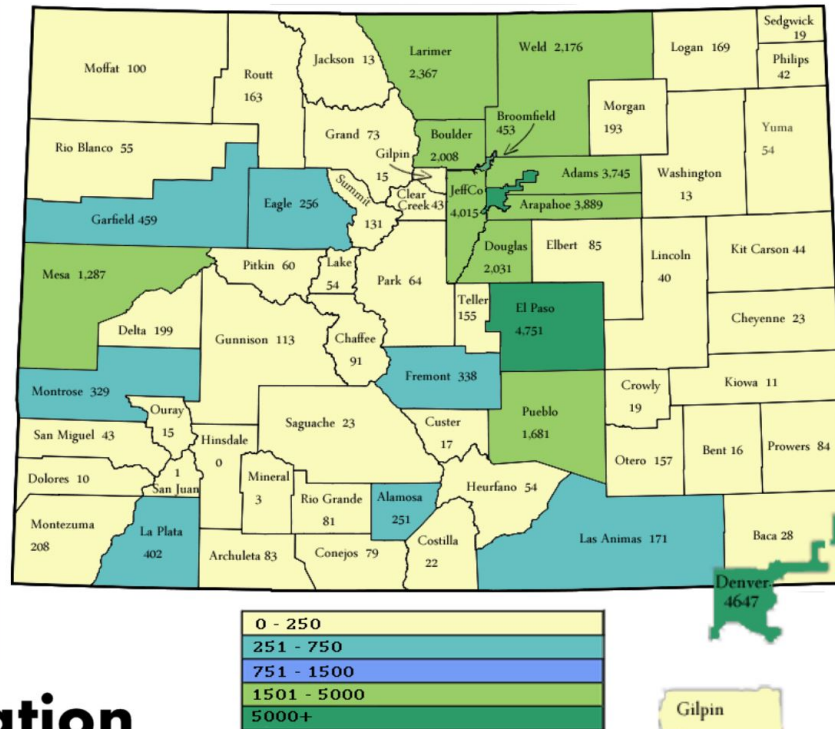 Moffat 100
Routt
163
Jackson 13
Larimer
2,367
Weld 2,176
Logan 169
Sedgwick
19
Philips
42
Rio Blanco 55
Grand 73
Boulder
2,008
Broomfield
453
Morgan
193
Yuma
54
Gilpin
15
Washington
13
Garfield 459
Eagle 256
Summit
131
Clear
Creek 43
JeffCo
4,015
Adams 3,745
Arapahoe 3,889
Mesa 1,287
Pitkin 60
Lake
54
Park 64
Douglas
2,031
Elbert 85
Lincoln
40
Kit Carson 44
Delta 199
Gunnison 113
Chaffee
91
Teller
155
El Paso
4,751
Cheyenne 23
Montrose 329
Fremont 338
Crowly
19
Kiowa 11
Ouray
15
San Miguel 43
Hinsdale
0
Saguache 23
Custer
17
Pueblo
1,681
Otero 157
Bent 16
Prowers 84
Dolores 10
1
San Juan
Mineral
3
Rio Grande
81
Alamosa
251
Heurfano 54
Montezuma
208
La Plata
402
Archuleta 83
Conejos 79
Costilla
22
Las Animas 171
Baca 28
Denver
4647
0 - 250
251 - 750
751 - 1500
1501 - 5000
5000+
ation
Gilpin